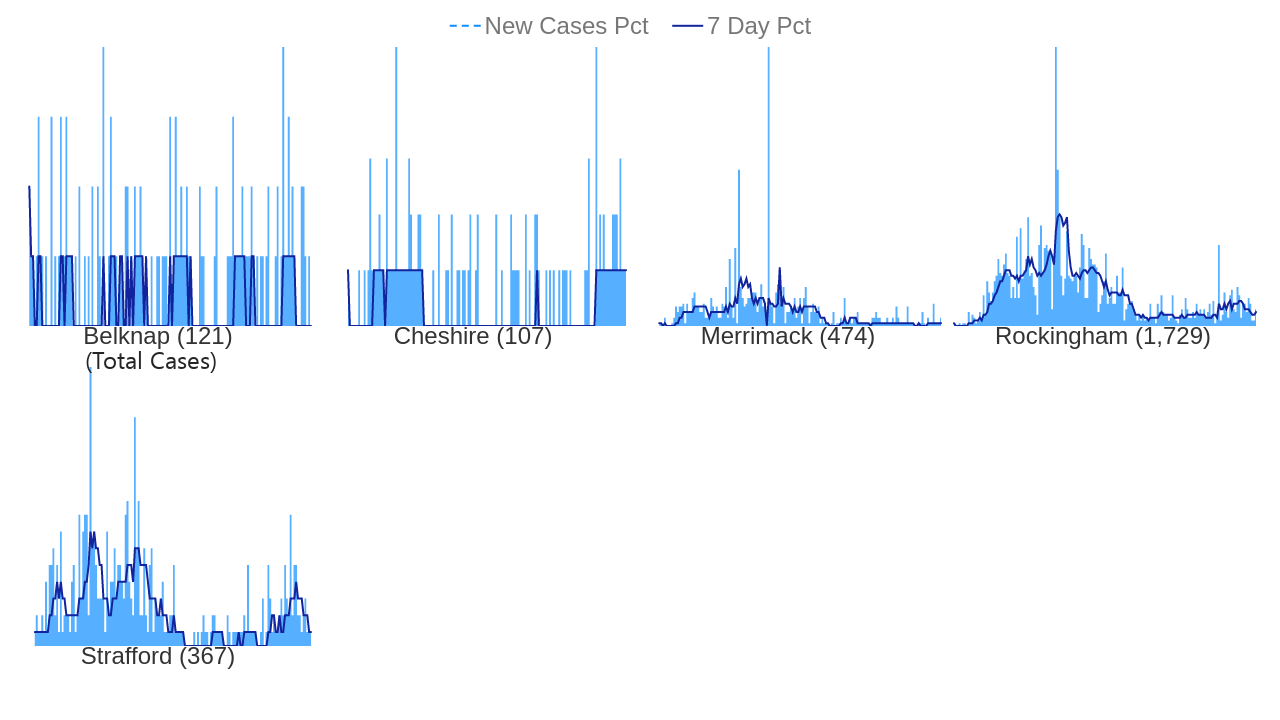 New Cases Pct 7 Day Pct
Belknap (121) Cheshire (107) Merrimack (474) Rockingham (1,729)
(Total Cases)
Strafford (367)